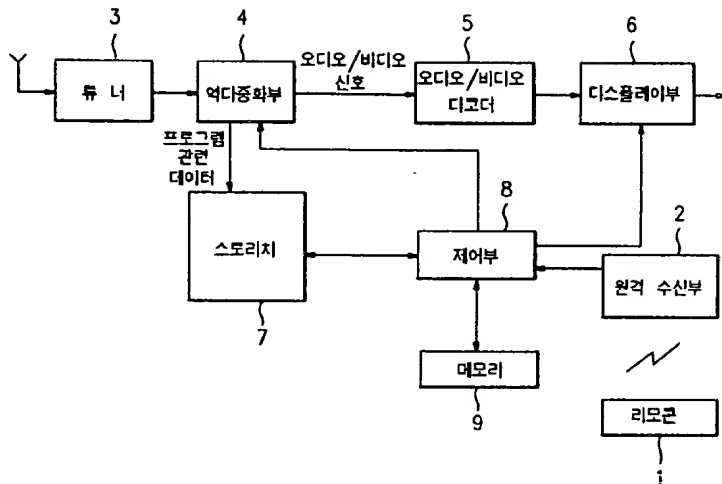 3
4
5
6
튜 너
역다중화부
오디오/비디오
신호
오디오/비디오
디코더
디스플레이부
프로그램
관련
데이터
스토리치
7
8
제어부
2
원격 수신부
메모리
9
리모콘
1